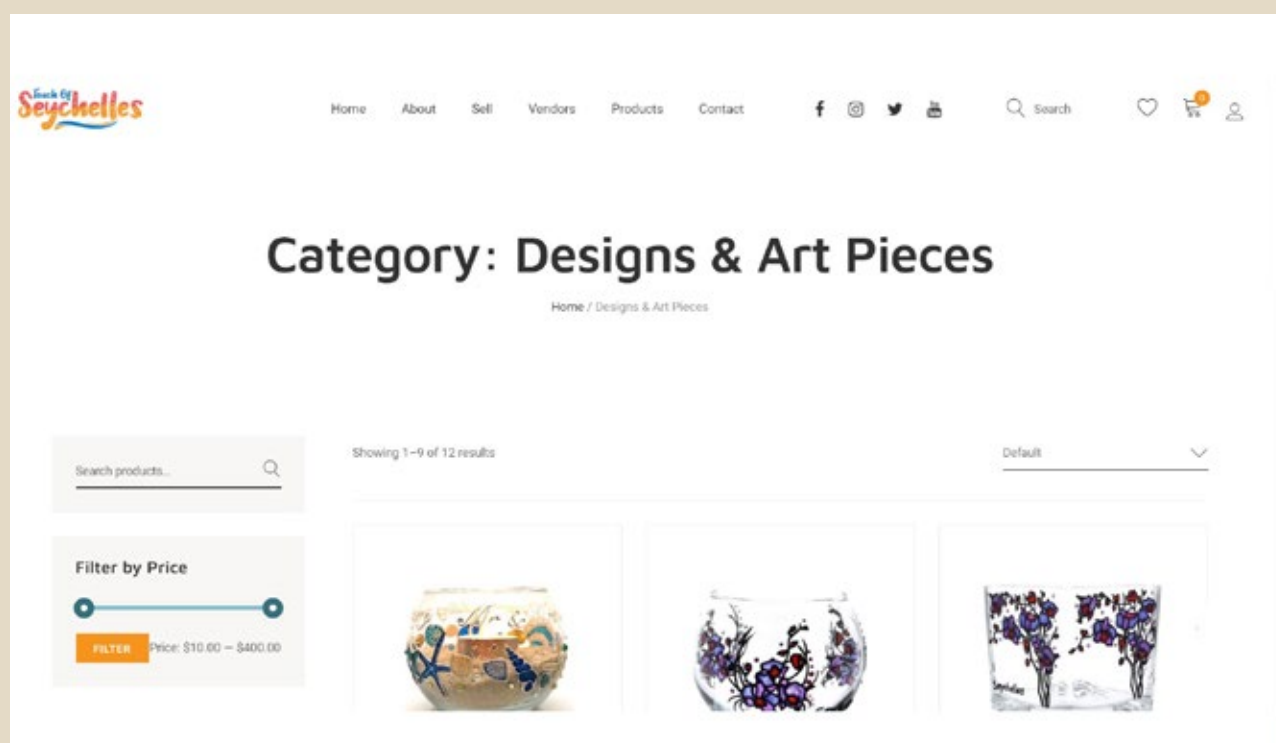 Touch Of
Seychelles
Home About Sell Vendors Products Contact
Search
0
Category: Designs & Art Pieces
Home / Designs & Art Pieces
Search products...
Showing 1–9 of 12 results
Default
Filter by Price
FILTER Price: $10.00 — $400.00
Seychelles